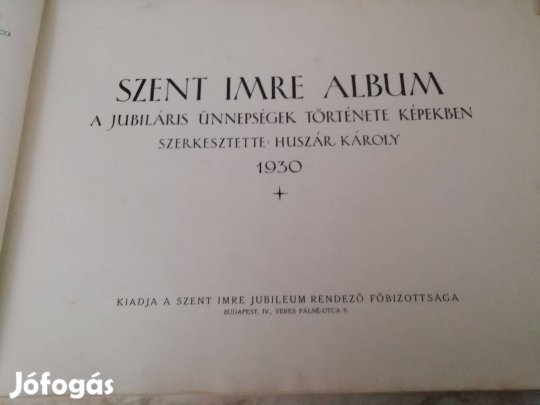 SZENT IMRE ALBUM
A JUBILÁRIS ÜNNEPSÉGEK TÖRTÉNETE KÉPEKBEN
SZERKESZTETTE: HUSZÁR KÁROLY
1930
KIADJA A SZENT IMRE JUBILEUM RENDEZŐ FŐBIZOTTSÁGA
BUDAPEST, IV., VERES PÁLNÉ-UTCA 9.
Jófogás